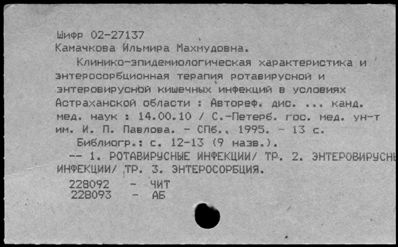 Шифр 02-27137
Камачкова Ильмира Махмудовна.
Клинико-эпидемиологическая характеристика и
энтеросорбционная терапия ротавирусной и
энтеровирусной кишечных инфекций в условиях
Астраханской области : Автореф. дис. ... канд.
мед. наук : 14.00.10 / С.-Петерб. гос. мед. ун-т
им. И. П. Павлова. - СПб., 1995. - 13 с.
Библиогр.: с. 12-13 (9 назв.).
-- 1. РОТАВИРУСНЫЕ ИНФЕКЦИИ/ ТР. 2. ЭНТЕРОВИРУСНЫ
ИНФЕКЦИИ/ ТР. 3. ЭНТЕРОСОРБЦИЯ.
228092 - ЧИТ
228093 - АБ